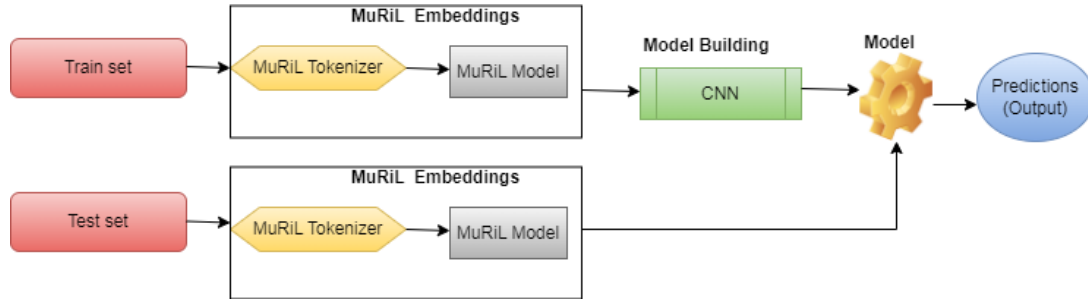 MuRiL Embeddings
Train set
MuRiL Tokenizer
MuRiL Model
Model Building
CNN
Model
Predictions
(Output)
MuRiL Embeddings
Test set
MuRiL Tokenizer
MuRiL Model